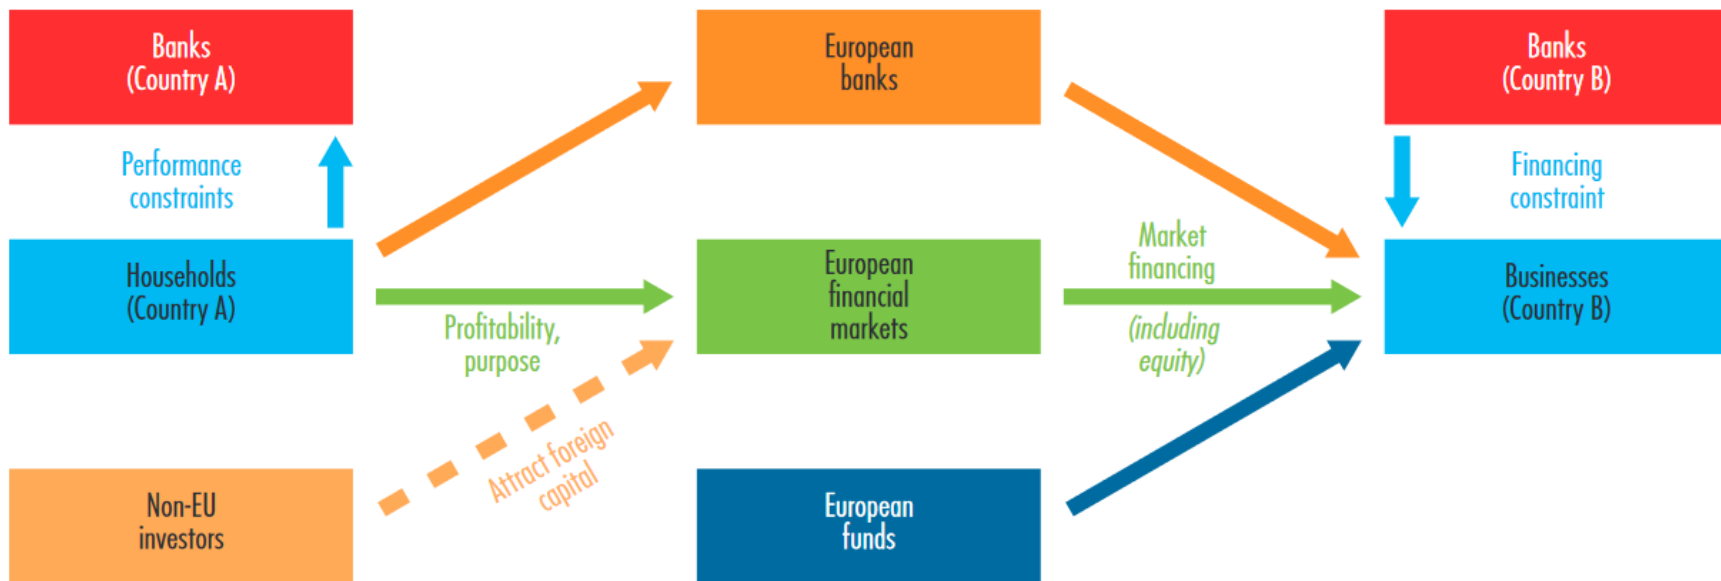 Banks
(Country A)
European
banks
Banks
(Country B)
Performance
constraints
Financing
constraint
Households
(Country A)
Profitability,
purpose
European
financial
markets
Market
financing
(including
equity)
Businesses
(Country B)
Non-EU
investors
Attract foreign
capital
European
funds